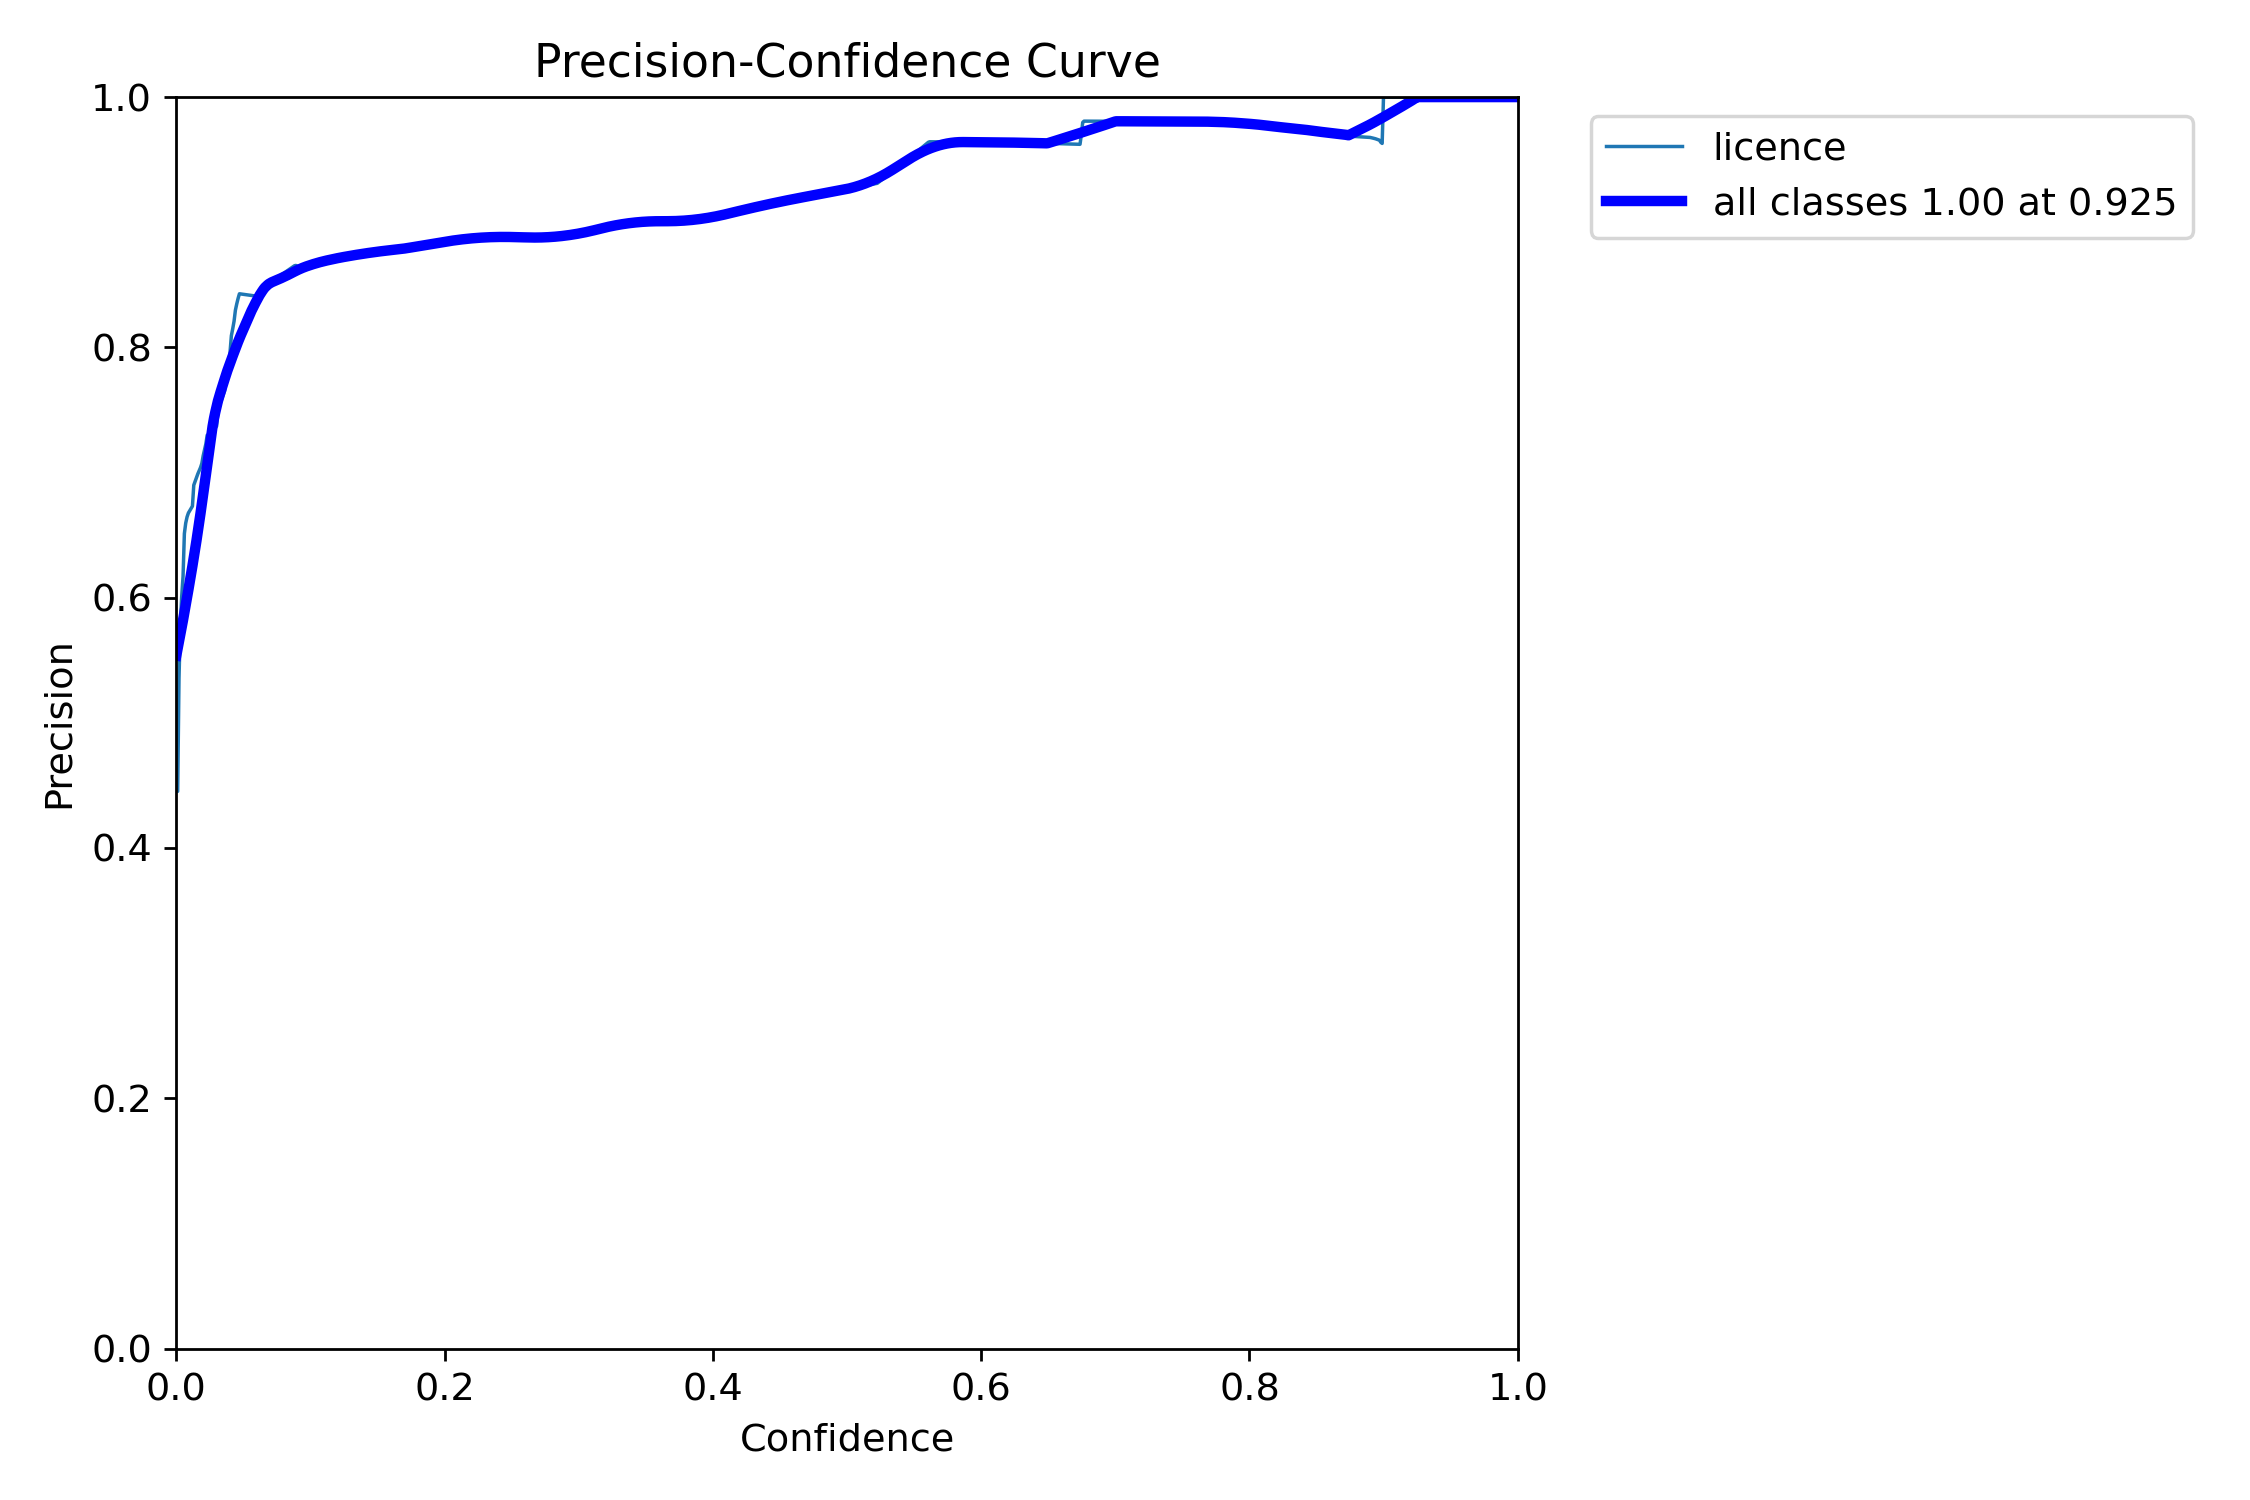 Precision-Confidence Curve
1.0
0.8
0.6
0.4
0.2
0.0
Precision
0.0 0.2 0.4 0.6 0.8 1.0
Confidence
licence
all classes 1.00 at 0.925